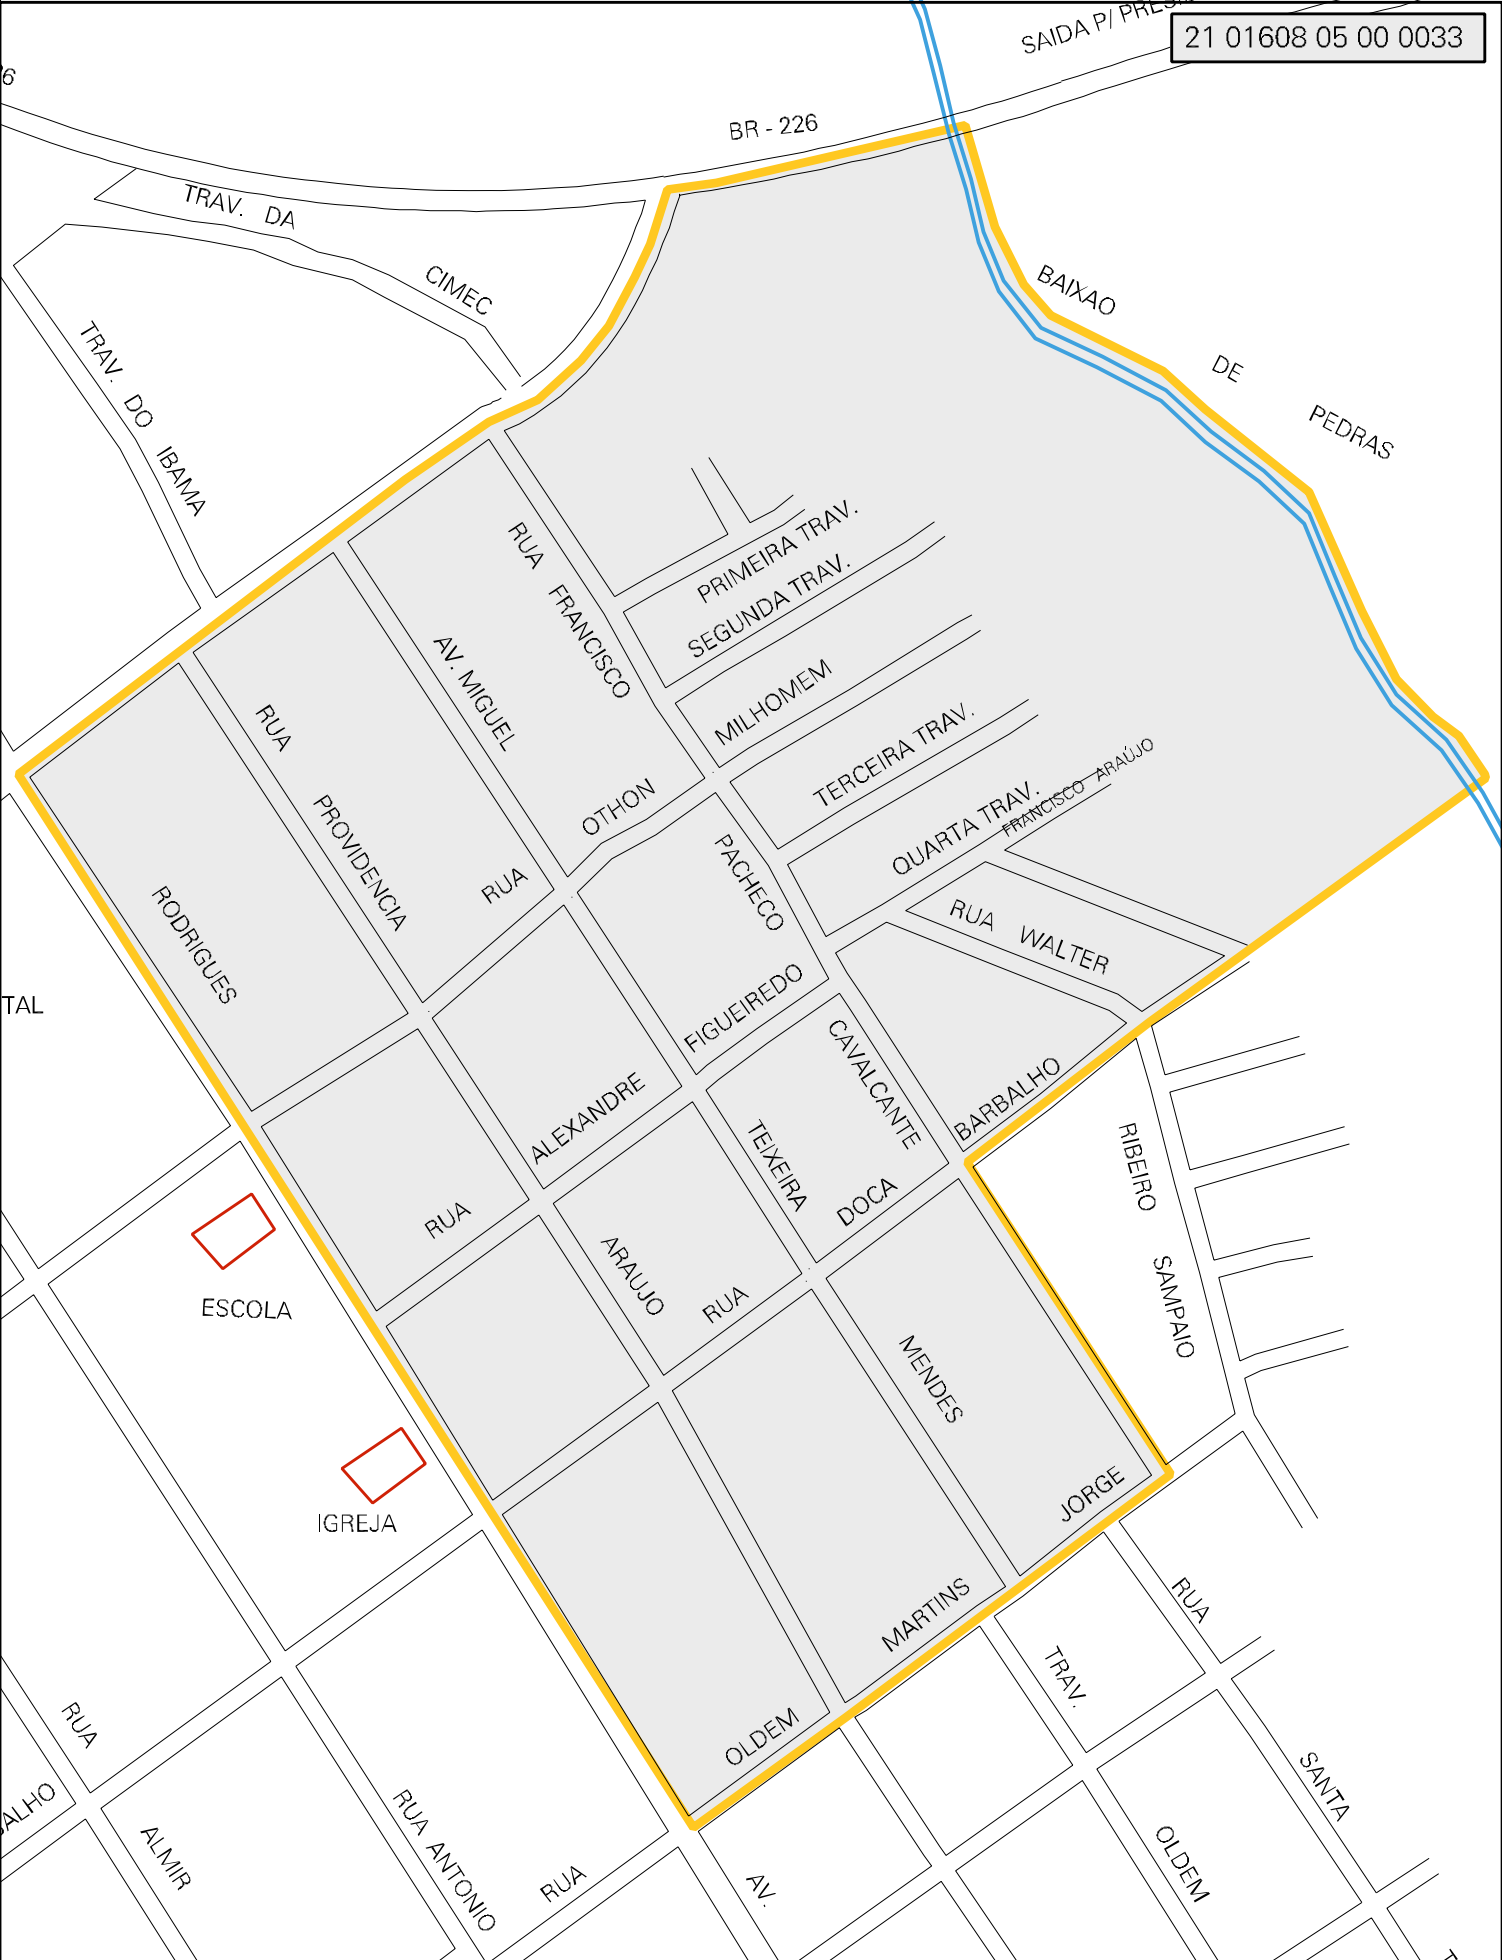 SAIDA P/
21 01608 05 00 0033
BR - 226
TRAV. DA
CIMEC
BAIXAO
DE
PEDRAS
TRAV. DO IBAMA
RUA FRANCISCO
PRIMEIRA TRAV.
SEGUNDA TRAV.
AV. MIGUEL
MILHOMEM
RUA
PROVIDENCIA
TERCEIRA TRAV.
FRANCISCO ARAÚJO
QUARTA TRAV.
OTHON
RUA
PACHECO
RODRIGUES
RUA WALTER
FIGUEIREDO
TAL
CAVALCANTE
BARBALHO
ALEXANDRE
RUA
TEIXEIRA
DOCA
RIBEIRO
SAMPAIO
ARAUJO
RUA
ESCOLA
MENDES
JORGE
IGREJA
MARTINS
RUA
TRAV.
OLDEM
RUA
SANTA
ALHO
ALMIR
RUA ANTONIO
RUA
AV.
OLDEM